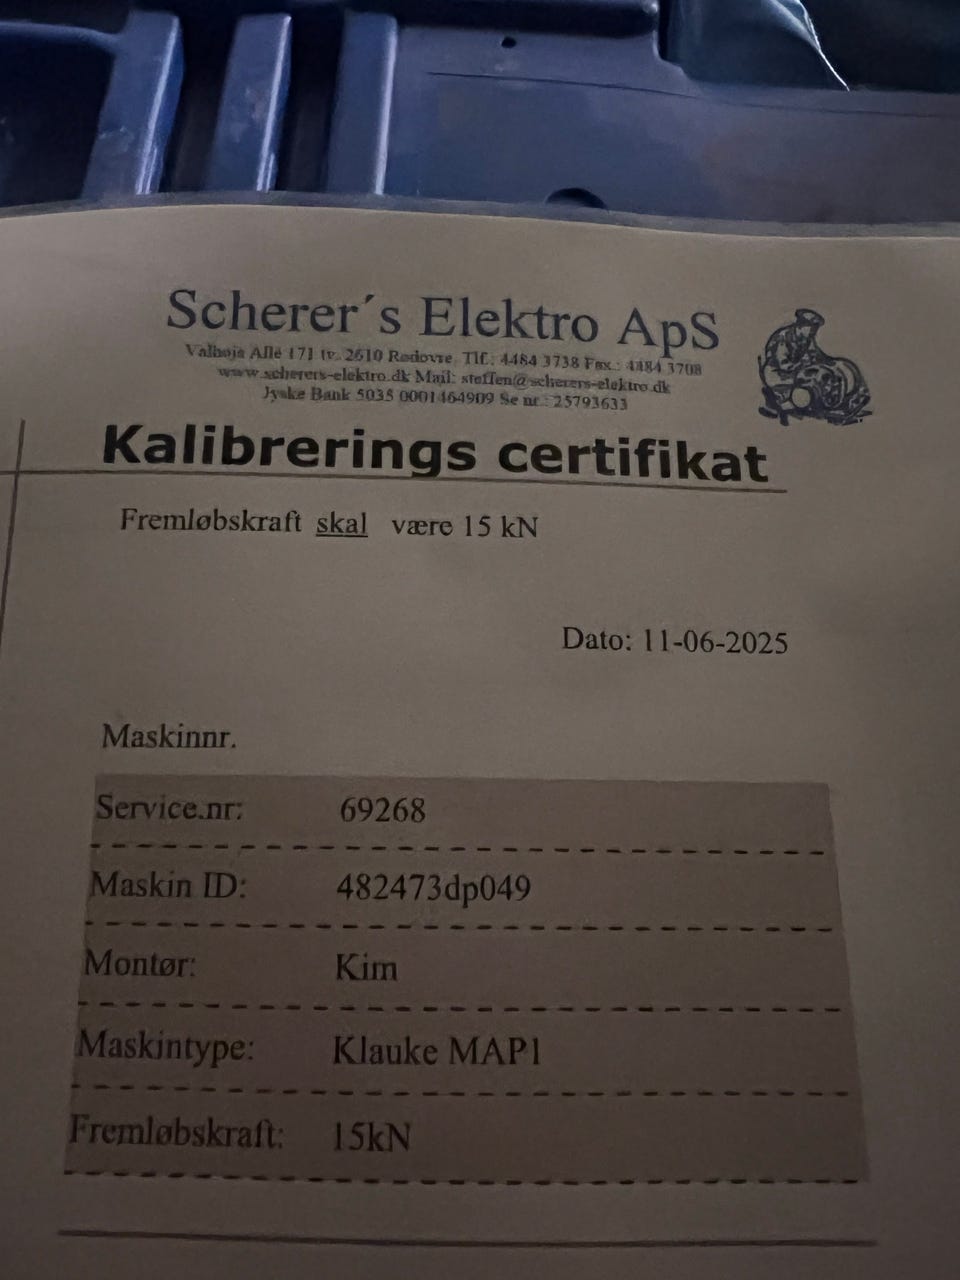 Scherer´s Elektro ApS
Valhøjs Alle 171 tv. 2610 Rødovre Tlf.: 4484 3738 Fax.: 4484 3708
www.scherers-elektro.dk Mail: steffen@scherers-elektro.dk
Jyske Bank 5035 0001464909 Se nr.: 25793633
Kalibrerings certifikat
Fremløbskraft skal være 15 kN
Dato: 11-06-2025
Maskinnr.
Service.nr: 69268
Maskin ID: 482473dp049
Montør: Kim
Maskintype: Klauke MAP1
Fremløbskraft: 15kN